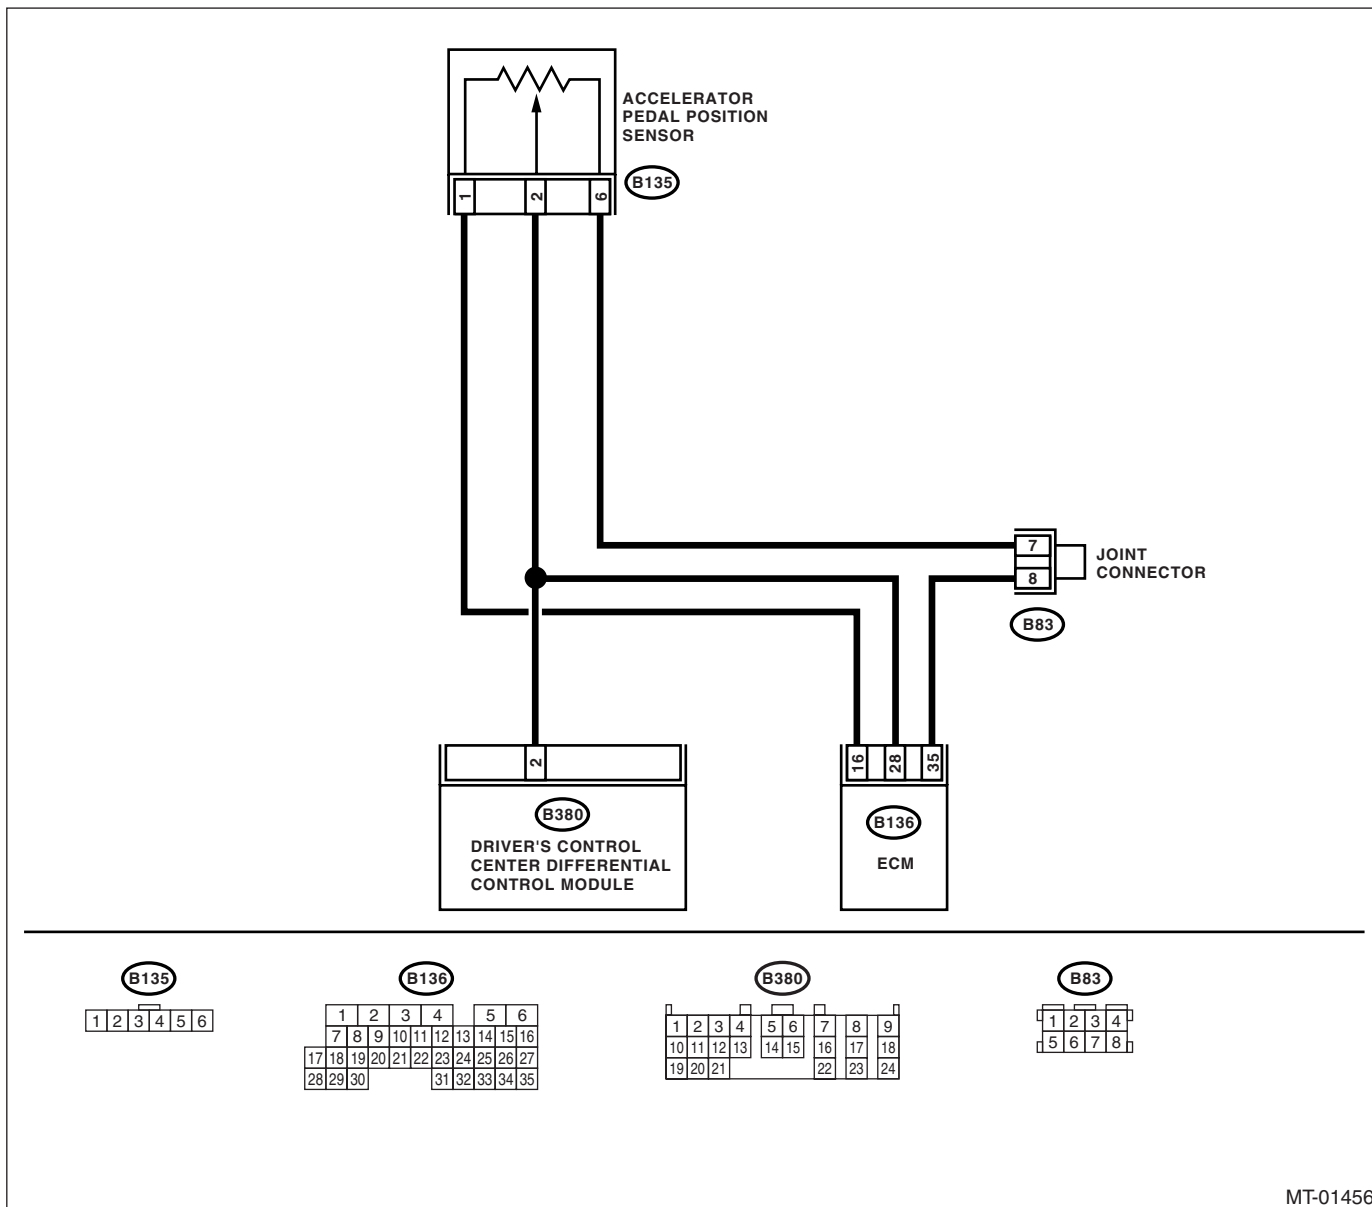 ACCELERATOR
PEDAL POSITION
SENSOR
B135
1 2 6
7
8
JOINT
CONNECTOR
B83
2
16 28 35
B380
DRIVER'S CONTROL
CENTER DIFFERENTIAL
CONTROL MODULE
B136
ECM
B135
1 2 3 4 5 6
B136
1 2 3 4 5 6
7 8 9 10 11 12 13 14 15 16
17 18 19 20 21 22 23 24 25 26 27
28 29 30 31 32 33 34 35
B380
1 2 3 4 5 6 7 8 9
10 11 12 13 14 15 16 17 18
19 20 21 22 23 24
B83
1 2 3 4
5 6 7 8
MT-01456